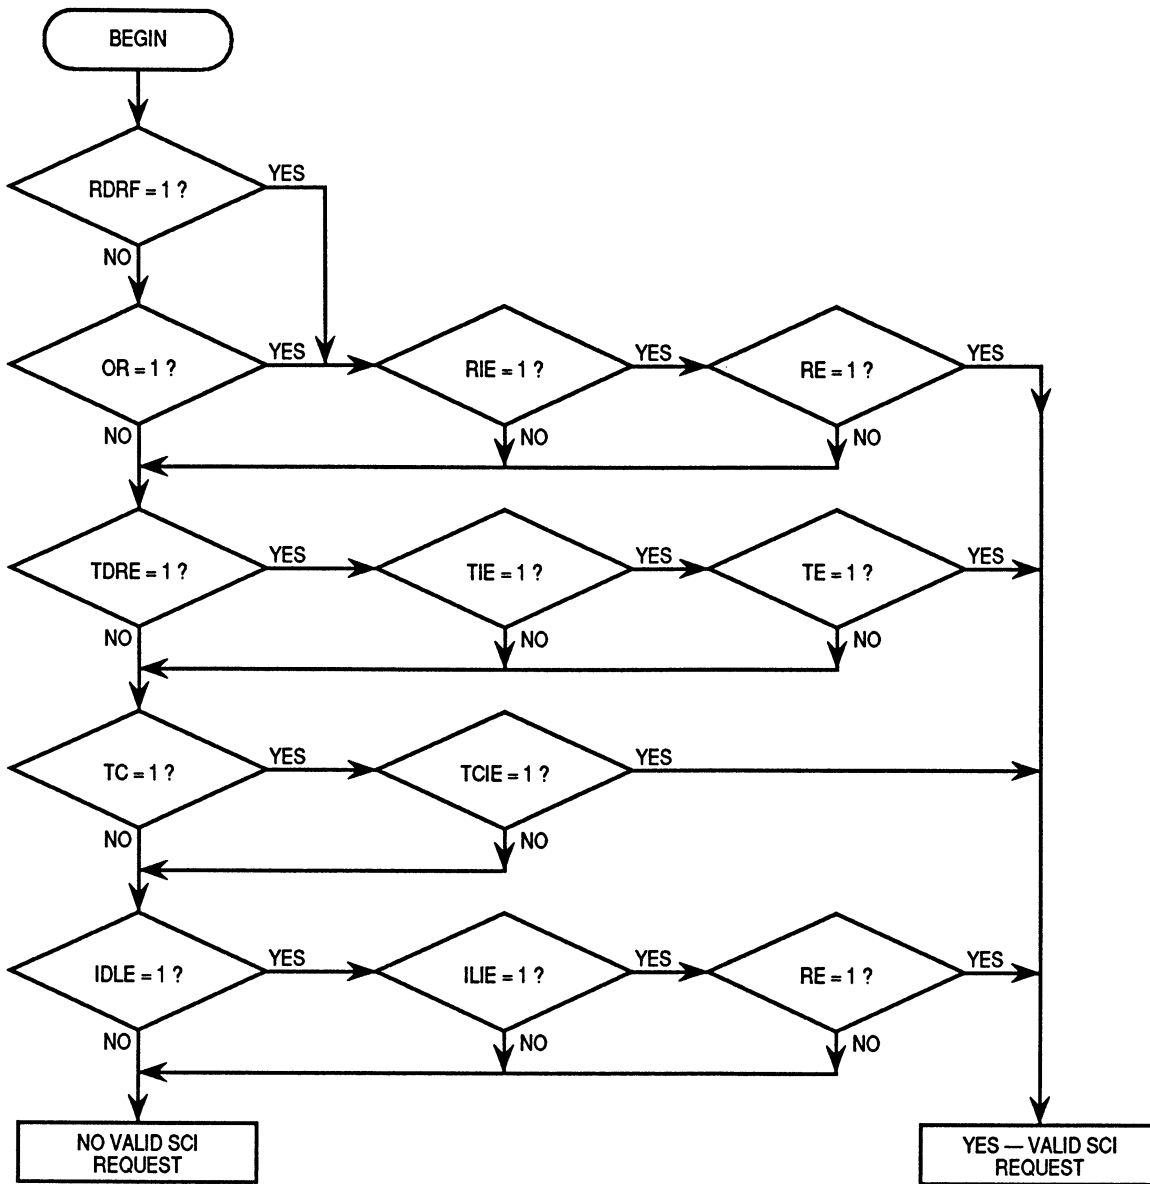 BEGIN
RDRF = 1 ?
YES
NO
OR = 1 ?
YES
RIE = 1 ?
YES
RE = 1 ?
YES
NO
NO
NO
TDRE = 1 ?
YES
TIE = 1 ?
YES
TE = 1 ?
YES
NO
NO
NO
TC = 1 ?
YES
TCIE = 1 ?
YES
NO
NO
IDLE = 1 ?
YES
ILIE = 1 ?
YES
RE = 1 ?
YES
NO
NO
NO
NO VALID SCI
REQUEST
YES — VALID SCI
REQUEST